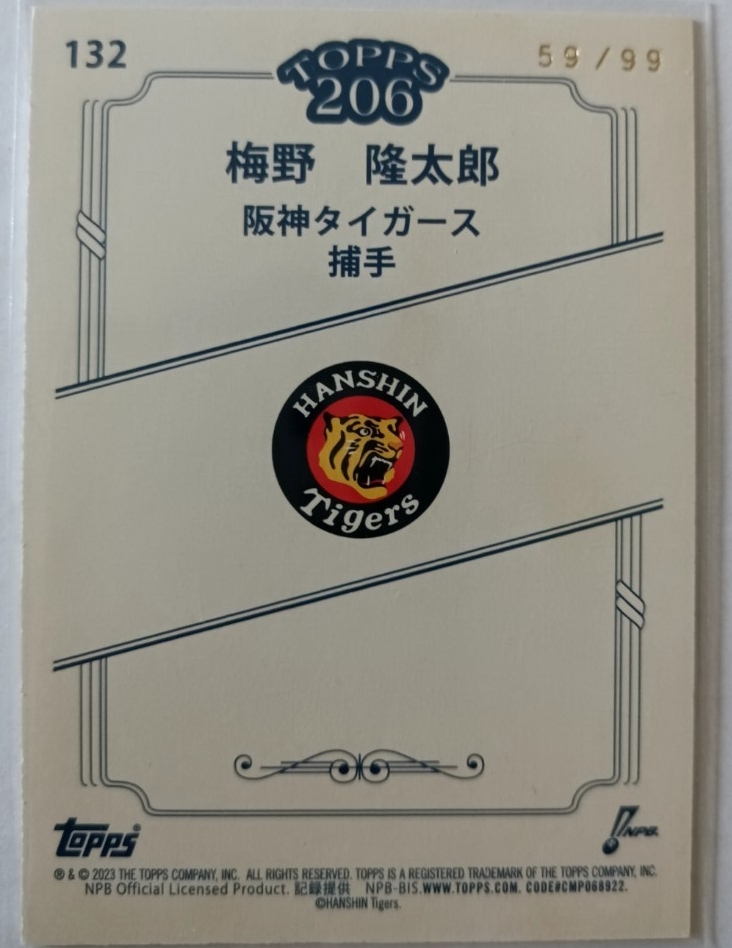 132
59/99
TOPPS
206
梅野 隆太郎
阪神タイガース
捕手
HANSHIN
Tigers
topps
NPB
® & © 2023 THE TOPPS COMPANY, INC. ALL RIGHTS RESERVED. TOPPS IS A REGISTERED TRADEMARK OF THE TOPPS COMPANY, INC.
NPB Official Licensed Product. 記録提供 NPB-BIS.WWW.TOPPS.COM. CODE#CMP068922.
©HANSHIN Tigers.